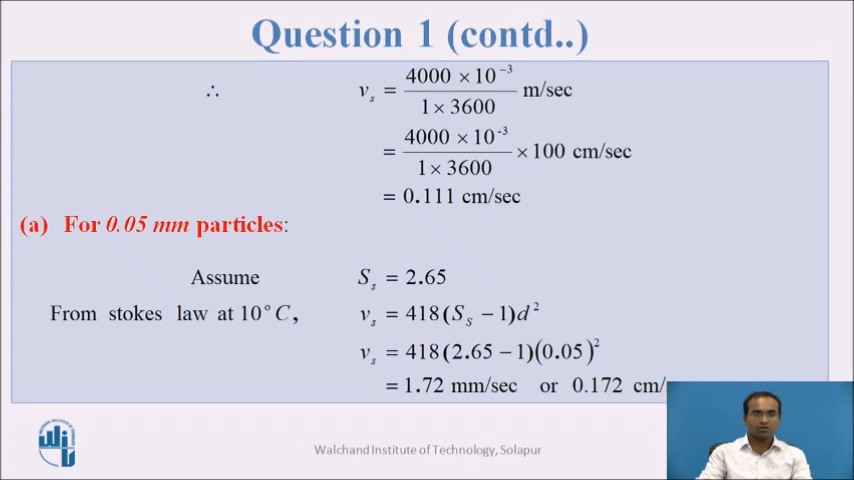 Question 1 (contd..)
∴ v_s = (4000 × 10^-3)/(1 × 3600) m/sec
= (4000 × 10^-3)/(1 × 3600) × 100 cm/sec
= 0.111 cm/sec
(a) For 0.05 mm particles:
Assume S_s = 2.65
From stokes law at 10°C, v_s = 418(S_S − 1)d^2
v_s = 418(2.65 − 1)(0.05)^2
= 1.72 mm/sec or 0.172 cm/
Walchand Institute of Technology, Solapur